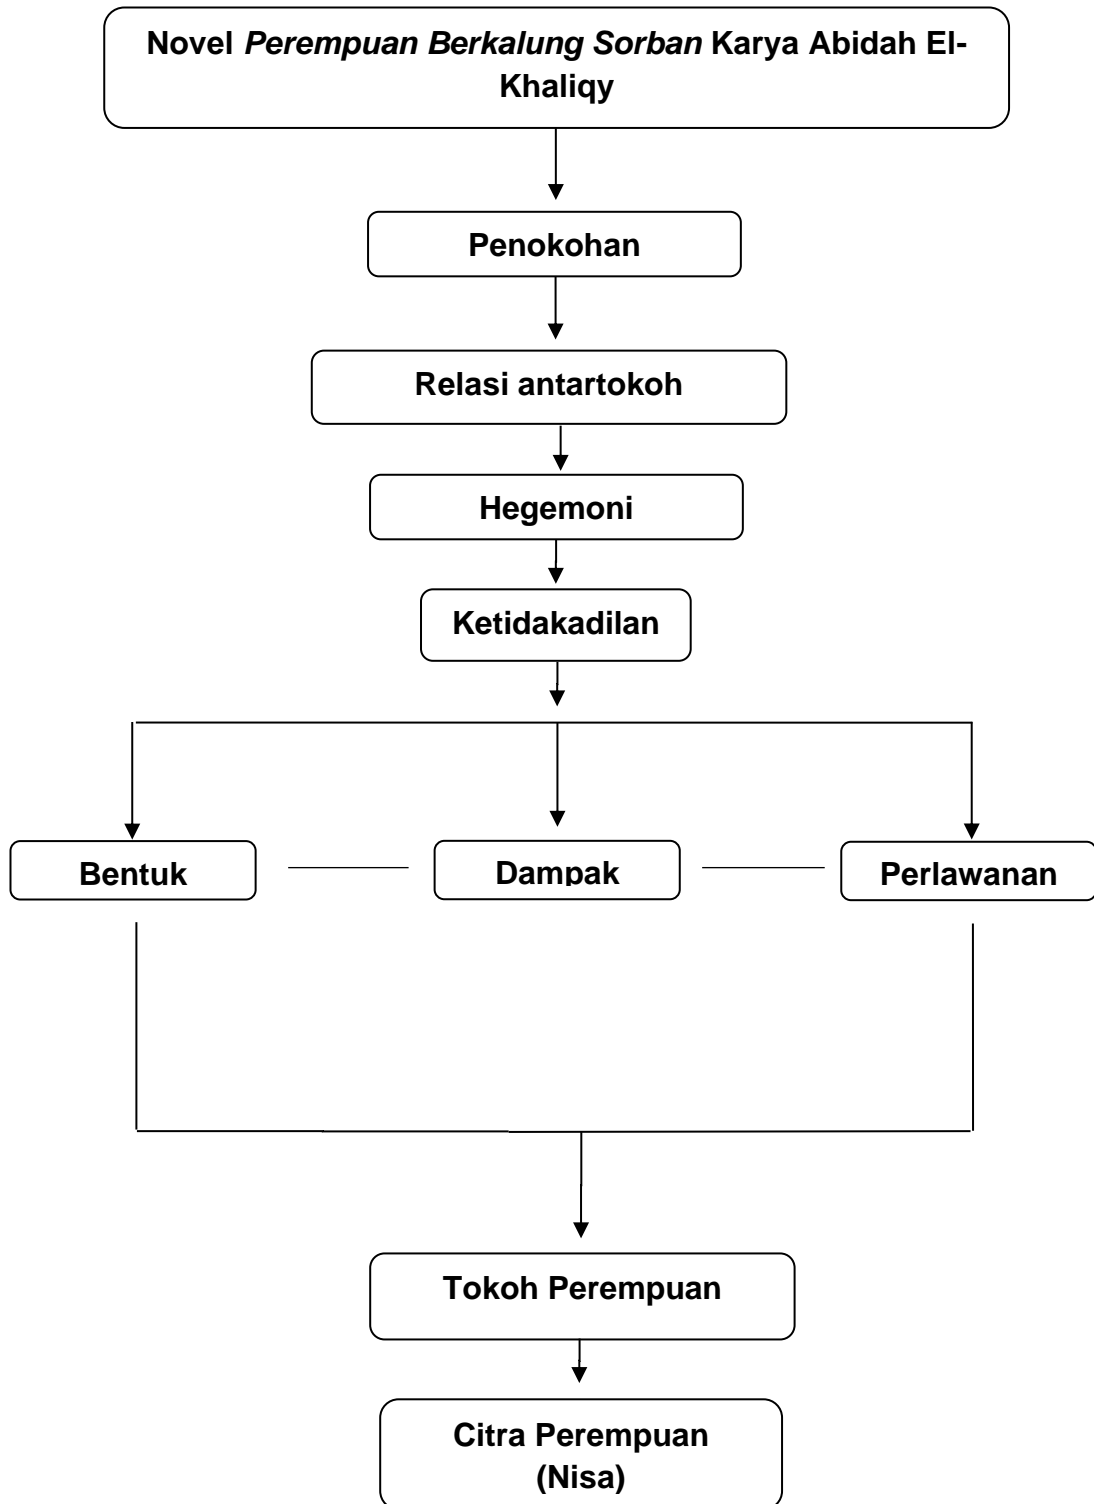 Novel Perempuan Berkalung Sorban Karya Abidah El-
Khaliqy
Penokohan
Relasi antartokoh
Hegemoni
Ketidakadilan
Bentuk
Dampak
Perlawanan
Tokoh Perempuan
Citra Perempuan
(Nisa)